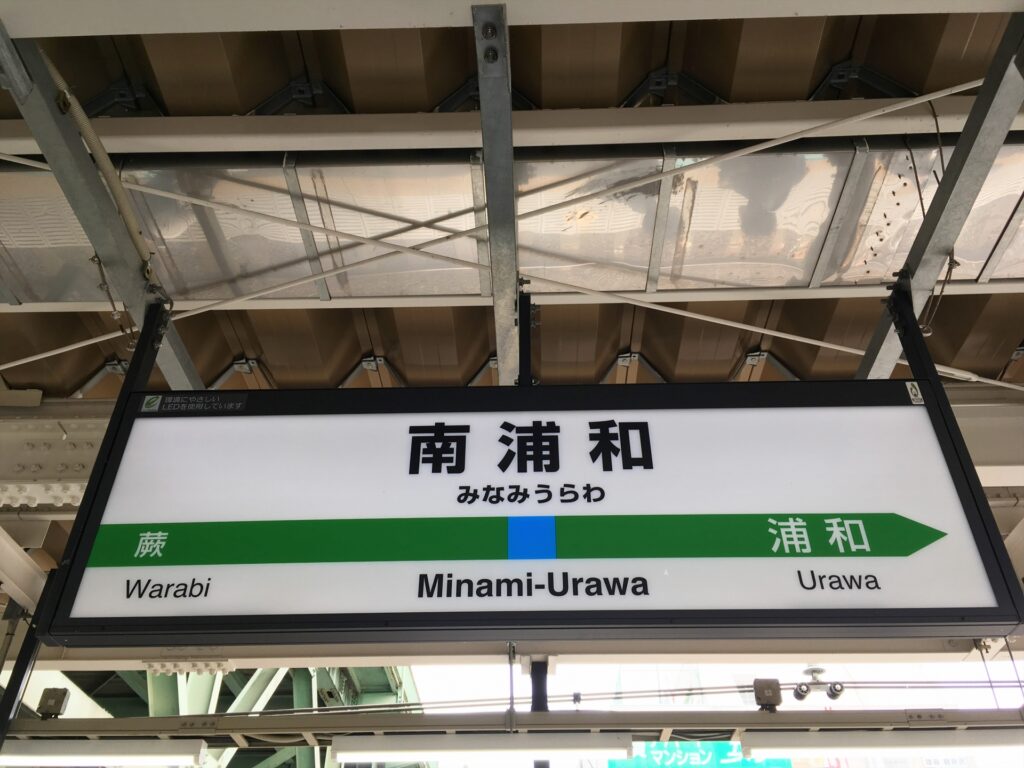 環境にやさしい
LEDを使用しています
南浦和
みなみうらわ
蕨
浦和
Warabi
Minami-Urawa
Urawa
マンション